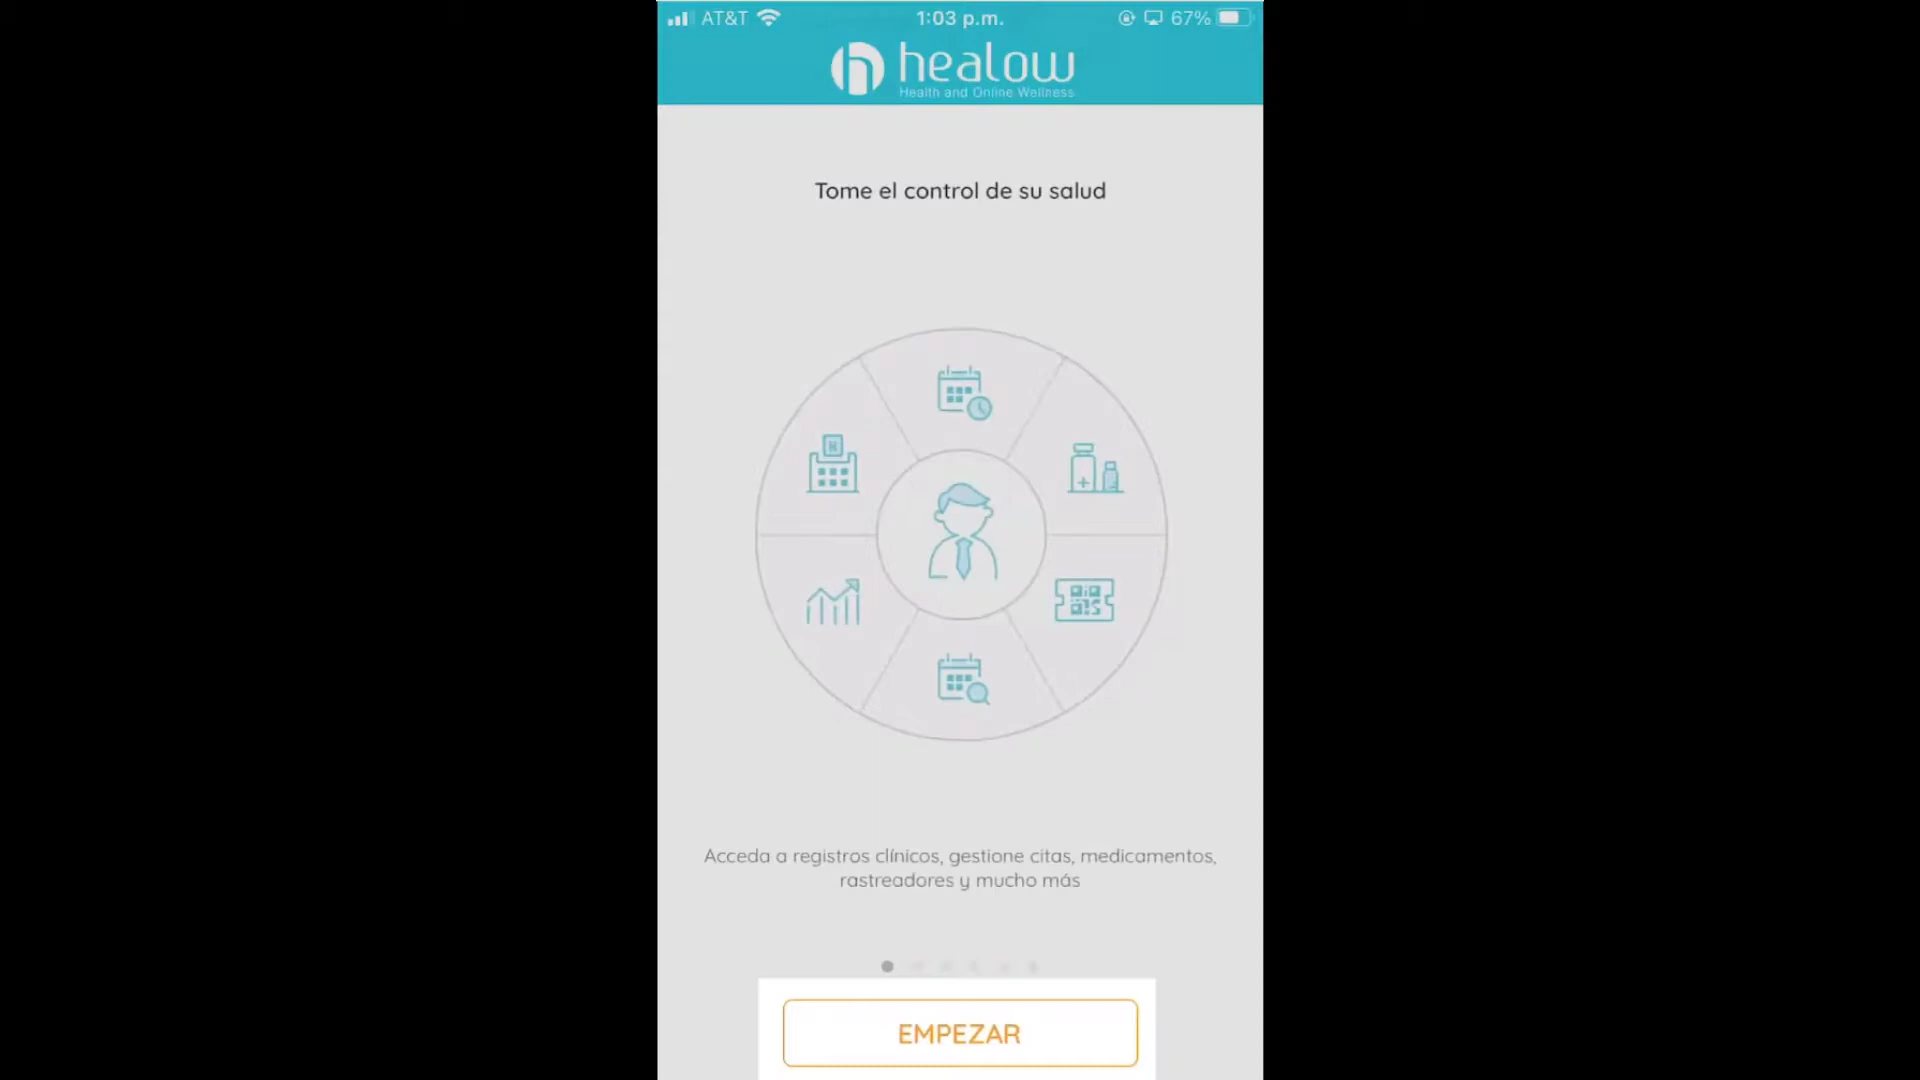 AT&T
1:03 p.m.
67%
healow
Health and Online Wellness
Tome el control de su salud
Acceda a registros clínicos, gestione citas, medicamentos,
rastreadores y mucho más
EMPEZAR